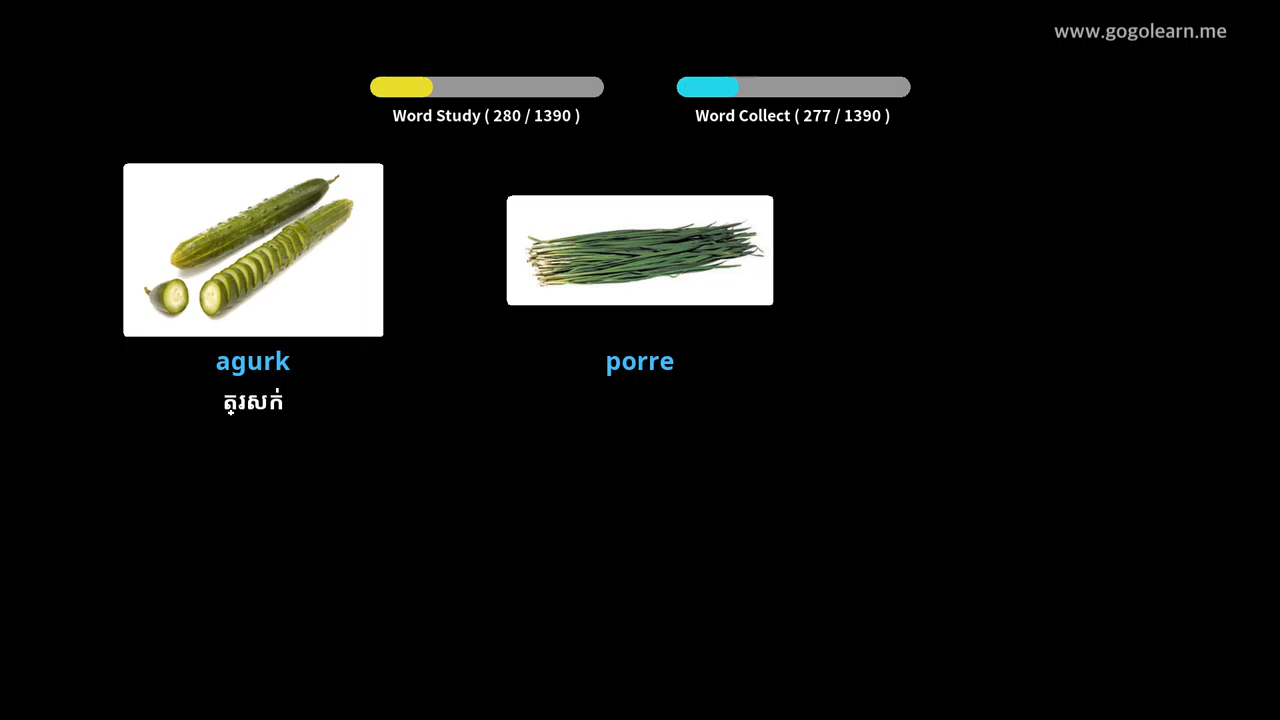 www.gogolearn.me
Word Study ( 280 / 1390 )
Word Collect ( 277 / 1390 )
agurk
porre
ត្រសក់